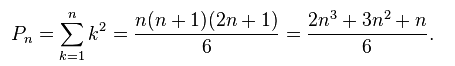 P_n = \sum_{k=1}^{n} k^2 = \frac{n(n+1)(2n+1)}{6} = \frac{2n^3 + 3n^2 + n}{6}.